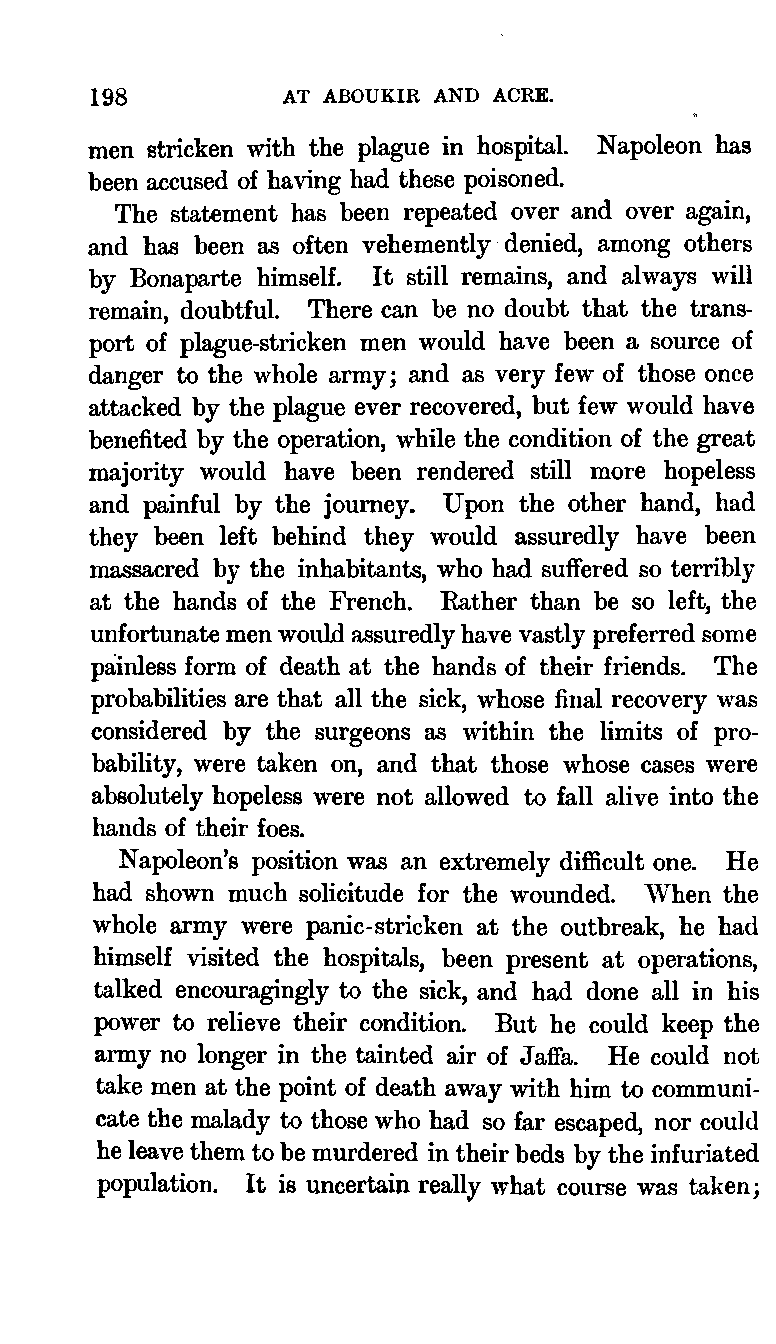 198 AT ABOUKIR AND ACRE.
men stricken with the plague in hospital. Napoleon has
been accused of having had these poisoned.
The statement has been repeated over and over again,
and has been as often vehemently denied, among others
by Bonaparte himself. It still remains, and always will
remain, doubtful. There can be no doubt that the trans-
port of plague-stricken men would have been a source of
danger to the whole army; and as very few of those once
attacked by the plague ever recovered, but few would have
benefited by the operation, while the condition of the great
majority would have been rendered still more hopeless
and painful by the journey. Upon the other hand, had
they been left behind they would assuredly have been
massacred by the inhabitants, who had suffered so terribly
at the hands of the French. Rather than be so left, the
unfortunate men would assuredly have vastly preferred some
painless form of death at the hands of their friends. The
probabilities are that all the sick, whose final recovery was
considered by the surgeons as within the limits of pro-
bability, were taken on, and that those whose cases were
absolutely hopeless were not allowed to fall alive into the
hands of their foes.
Napoleon's position was an extremely difficult one. He
had shown much solicitude for the wounded. When the
whole army were panic-stricken at the outbreak, he had
himself visited the hospitals, been present at operations,
talked encouragingly to the sick, and had done all in his
power to relieve their condition. But he could keep the
army no longer in the tainted air of Jaffa. He could not
take men at the point of death away with him to communi-
cate the malady to those who had so far escaped, nor could
he leave them to be murdered in their beds by the infuriated
population. It is uncertain really what course was taken;